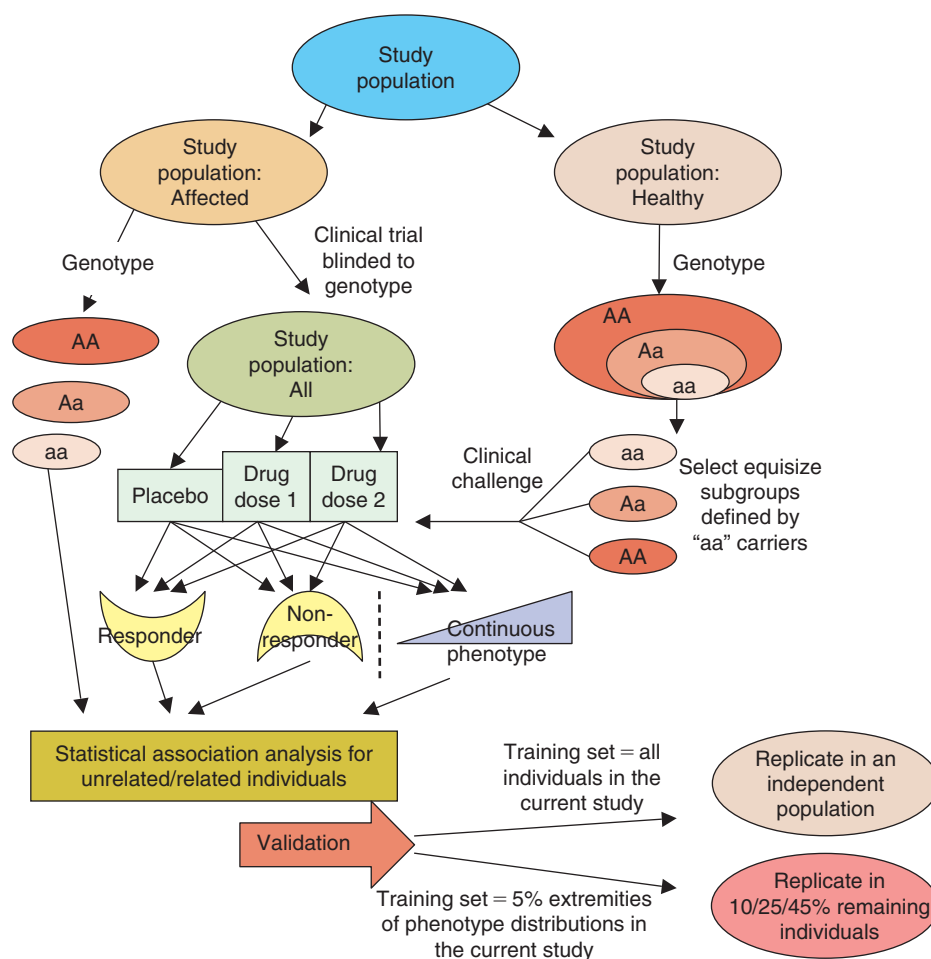 Study
population
Study
population:
Affected
Study
population:
Healthy
Genotype
Clinical trial
blinded to
genotype
Genotype
AA
Aa
aa
Study
population:
All
AA
Aa
aa
Placebo
Drug
dose 1
Drug
dose 2
Clinical
challenge
aa
Aa
AA
Select equisize
subgroups
defined by
“aa” carriers
Responder
Non-
responder
Continuous
phenotype
Statistical association analysis for
unrelated/related individuals
Validation
Training set = all
individuals in the
current study
Replicate in an
independent
population
Training set = 5% extremities
of phenotype distributions in
the current study
Replicate in
10/25/45% remaining
individuals